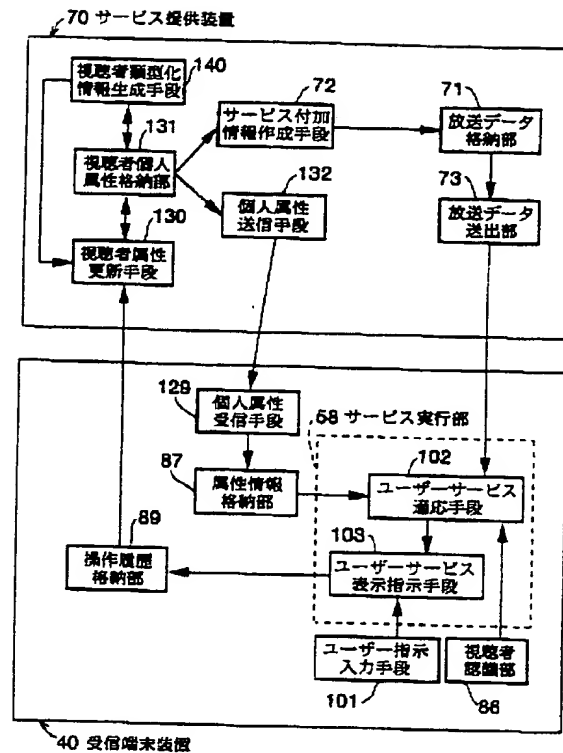 70 サービス提供装置
視聴者類型化
情報生成手段
140
72
サービス付加
情報作成手段
71
放送データ
格納部
131
視聴者個人
属性格納部
132
個人属性
送信手段
73
放送データ
送出部
130
視聴者属性
更新手段
129
個人属性
受信手段
58 サービス実行部
87
属性情報
格納部
102
ユーザーサービス
適応手段
89
操作履歴
格納部
103
ユーザーサービス
表示指示手段
ユーザー指示
入力手段
101
視聴者
認識部
86
40 受信端末装置